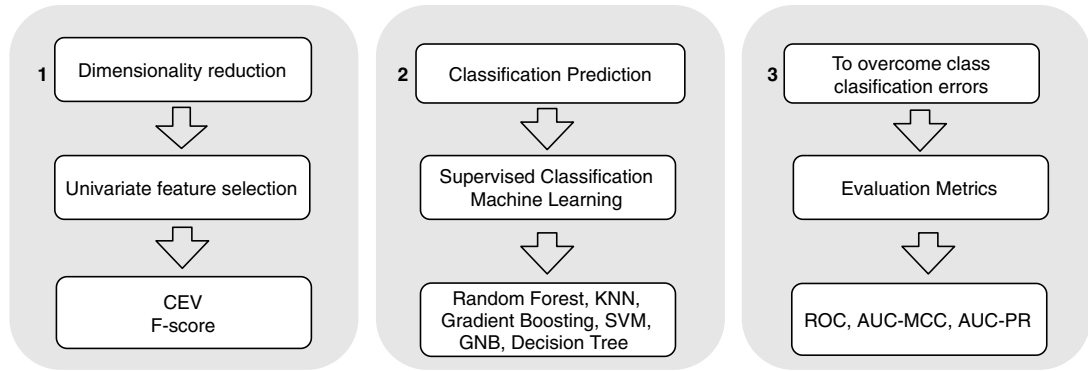 1
Dimensionality reduction
Univariate feature selection
CEV
F-score
2
Classification Prediction
Supervised Classification
Machine Learning
Random Forest, KNN,
Gradient Boosting, SVM,
GNB, Decision Tree
3
To overcome class
clasification errors
Evaluation Metrics
ROC, AUC-MCC, AUC-PR